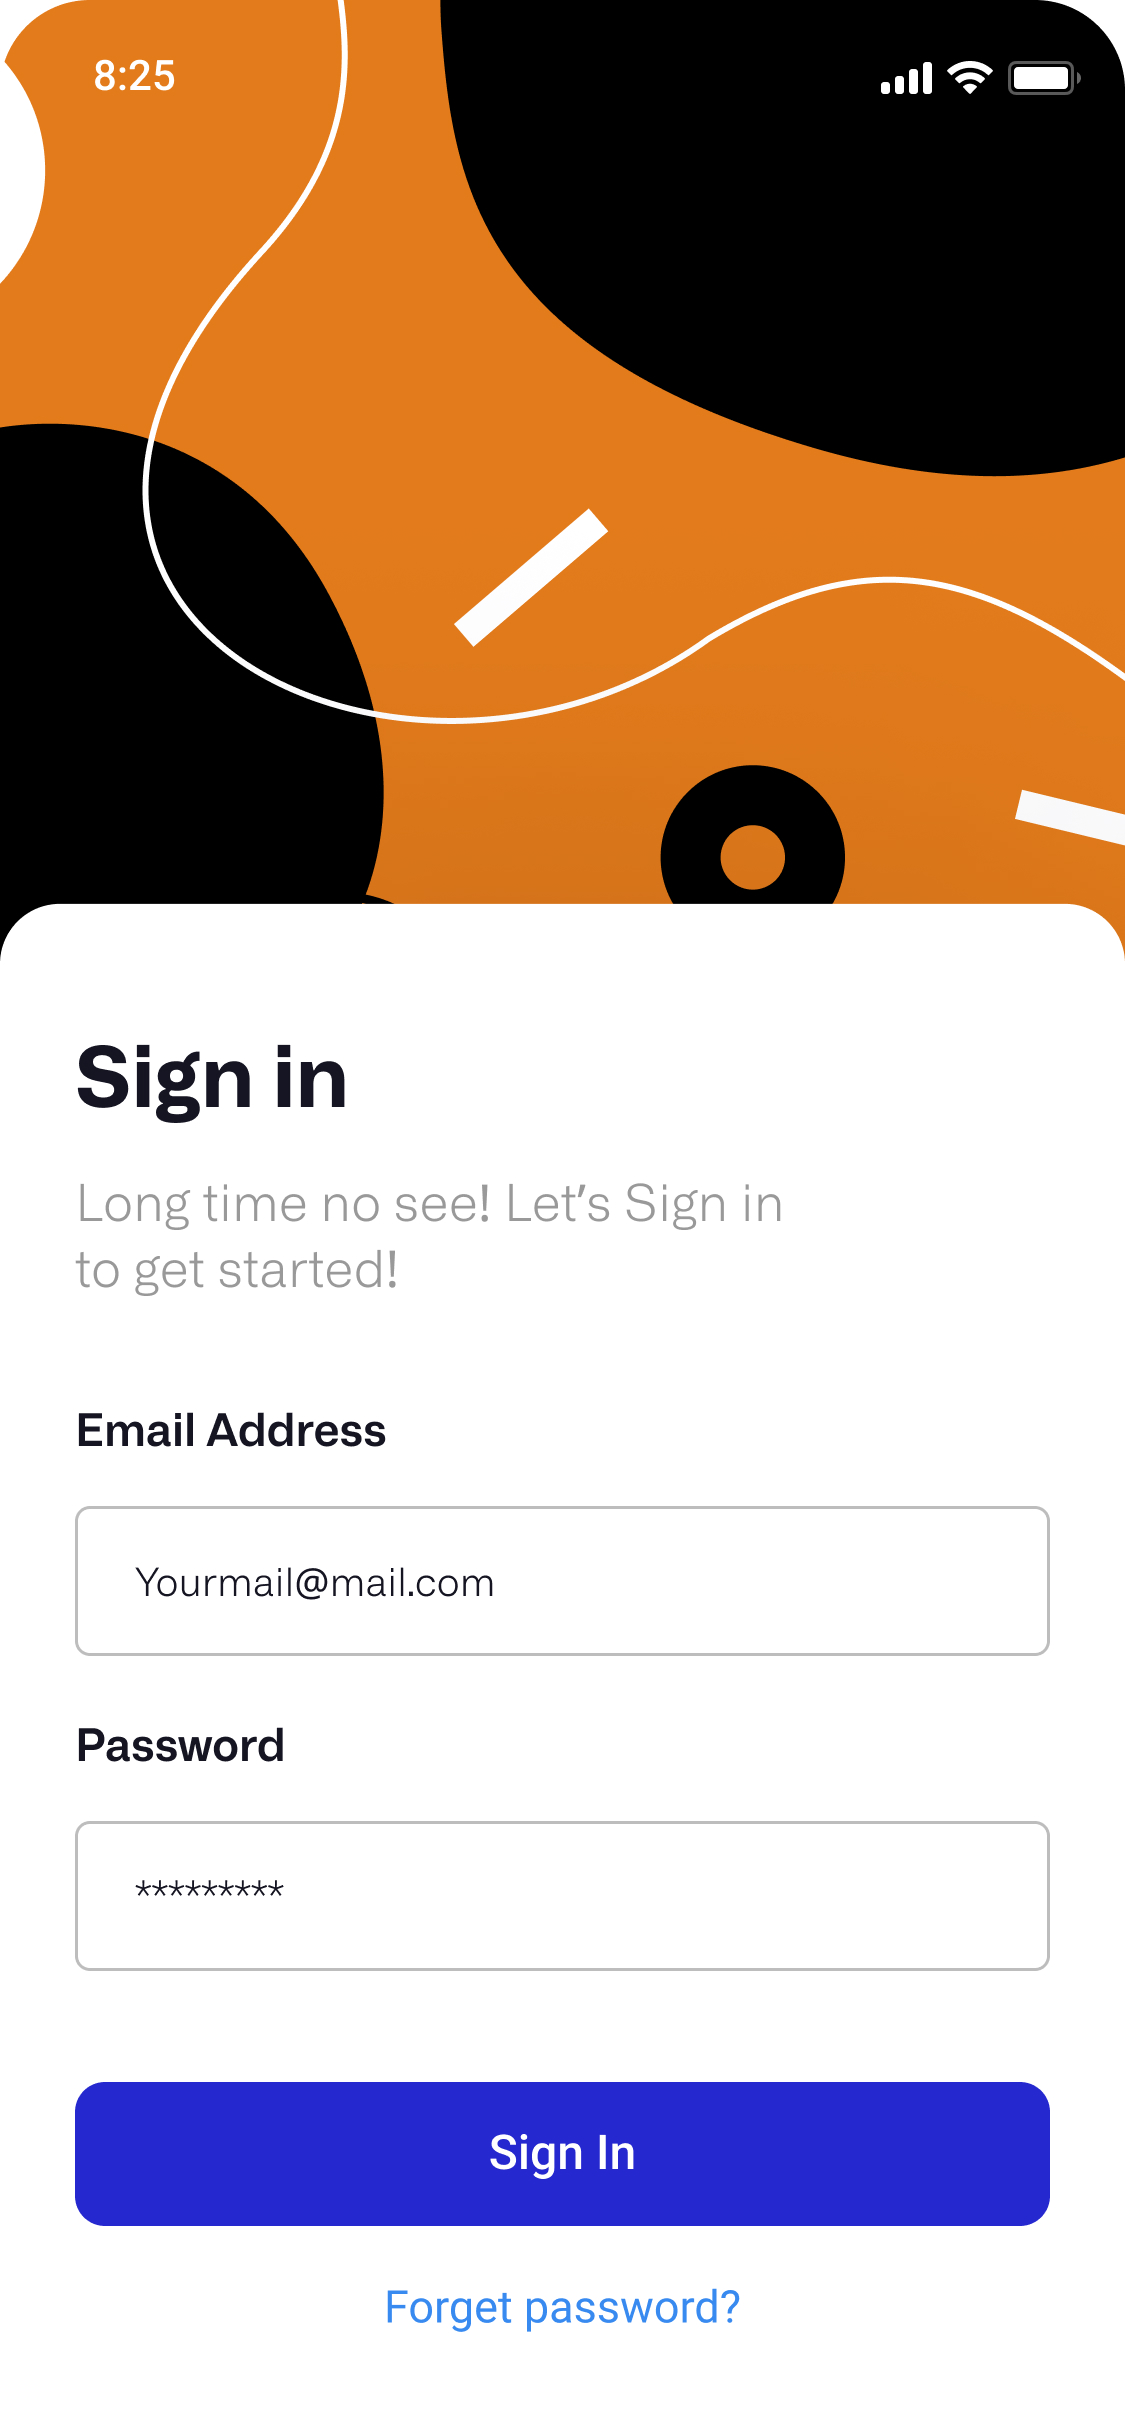 8:25
Sign in
Long time no see! Let's Sign in
to get started!
Email Address
Yourmail@mail.com
Password
*********
Sign In
Forget password?